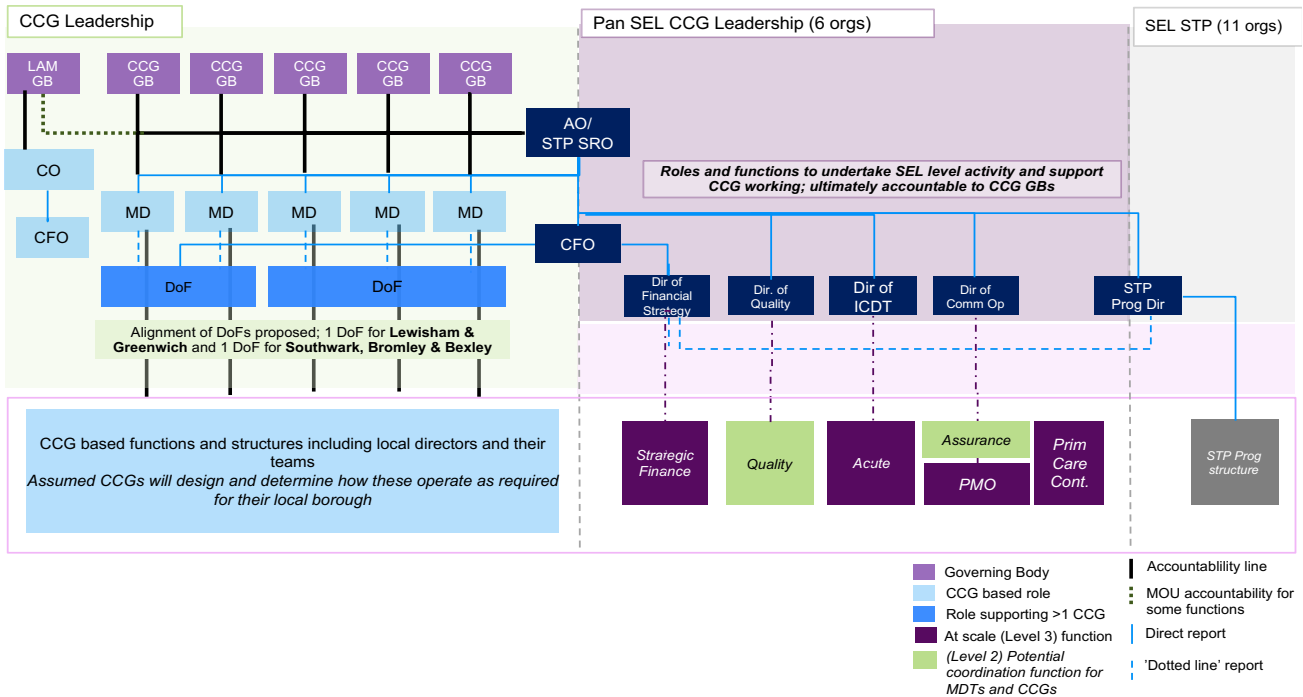 CCG Leadership
Pan SEL CCG Leadership (6 orgs)
SEL STP (11 orgs)
LAM
GB
CCG
GB
CCG
GB
CCG
GB
CCG
GB
CCG
GB
AO/
STP SRO
CO
Roles and functions to undertake SEL level activity and support
CCG working; ultimately accountable to CCG GBs
MD
MD
MD
MD
MD
CFO
CFO
DoF
DoF
Dir of
Financial
Strategy
Dir. of
Quality
Dir of
ICDT
Dir of
Comm Op
STP
Prog Dir
Alignment of DoFs proposed; 1 DoF for Lewisham &
Greenwich and 1 DoF for Southwark, Bromley & Bexley
CCG based functions and structures including local directors and their
teams
Assumed CCGs will design and determine how these operate as required
for their local borough
Strategic
Finance
Quality
Acute
Assurance
PMO
Prim
Care
Cont.
STP Prog
structure
Governing Body
CCG based role
Role supporting >1 CCG
At scale (Level 3) function
(Level 2) Potential
coordination function for
MDTs and CCGs
Accountablility line
MOU accountability for
some functions
Direct report
'Dotted line' report